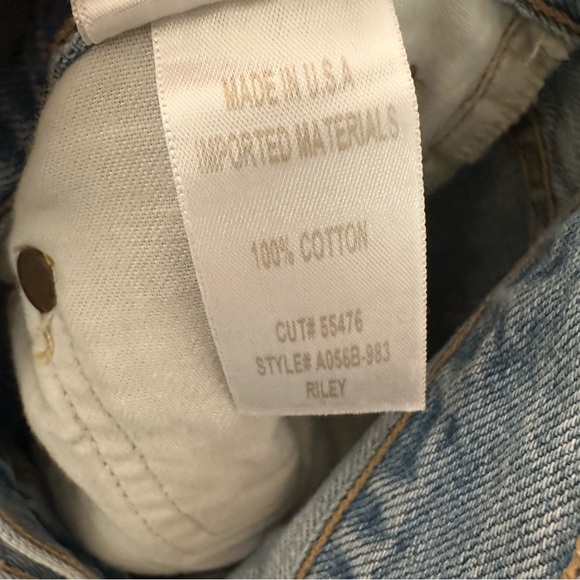 MADE IN U.S.A
IMPORTED MATERIALS
100% COTTON
CUT# 55476
STYLE# A056B-983
RILEY